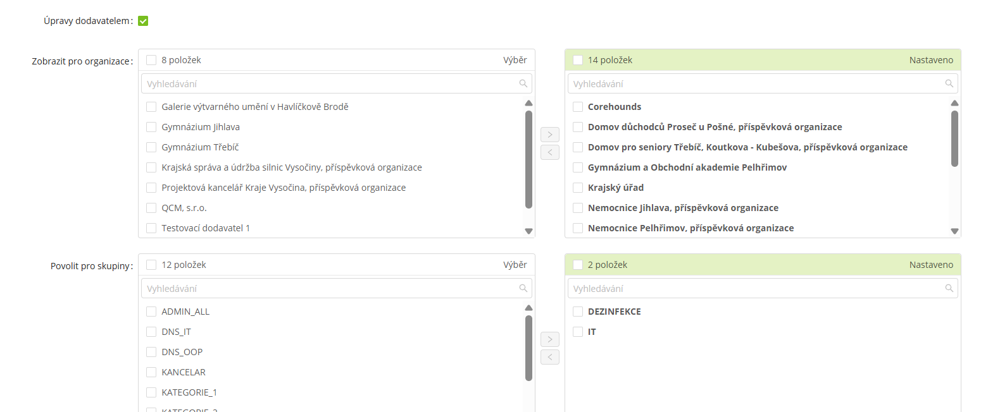 Úpravy dodavatelem:
Zobrazit pro organizace:
8 položek Výběr
Vyhledávání
Galerie výtvarného umění v Havlíčkově Brodě
Gymnázium Jihlava
Gymnázium Třebíč
Krajská správa a údržba silnic Vysočiny, příspěvková organizace
Projektová kancelář Kraje Vysočina, příspěvková organizace
QCM, s.r.o.
Testovací dodavatel 1
14 položek Nastaveno
Vyhledávání
Corehounds
Domov důchodců Proseč u Pošné, příspěvková organizace
Domov pro seniory Třebíč, Koutkova - Kubešova, příspěvková organizace
Gymnázium a Obchodní akademie Pelhřimov
Krajský úřad
Nemocnice Jihlava, příspěvková organizace
Nemocnice Pelhřimov, příspěvková organizace
Povolit pro skupiny:
12 položek Výběr
Vyhledávání
ADMIN_ALL
DNS_IT
DNS_OOP
KANCELAR
KATEGORIE_1
KATEGORIE_2
2 položek Nastaveno
Vyhledávání
DEZINFEKCE
IT